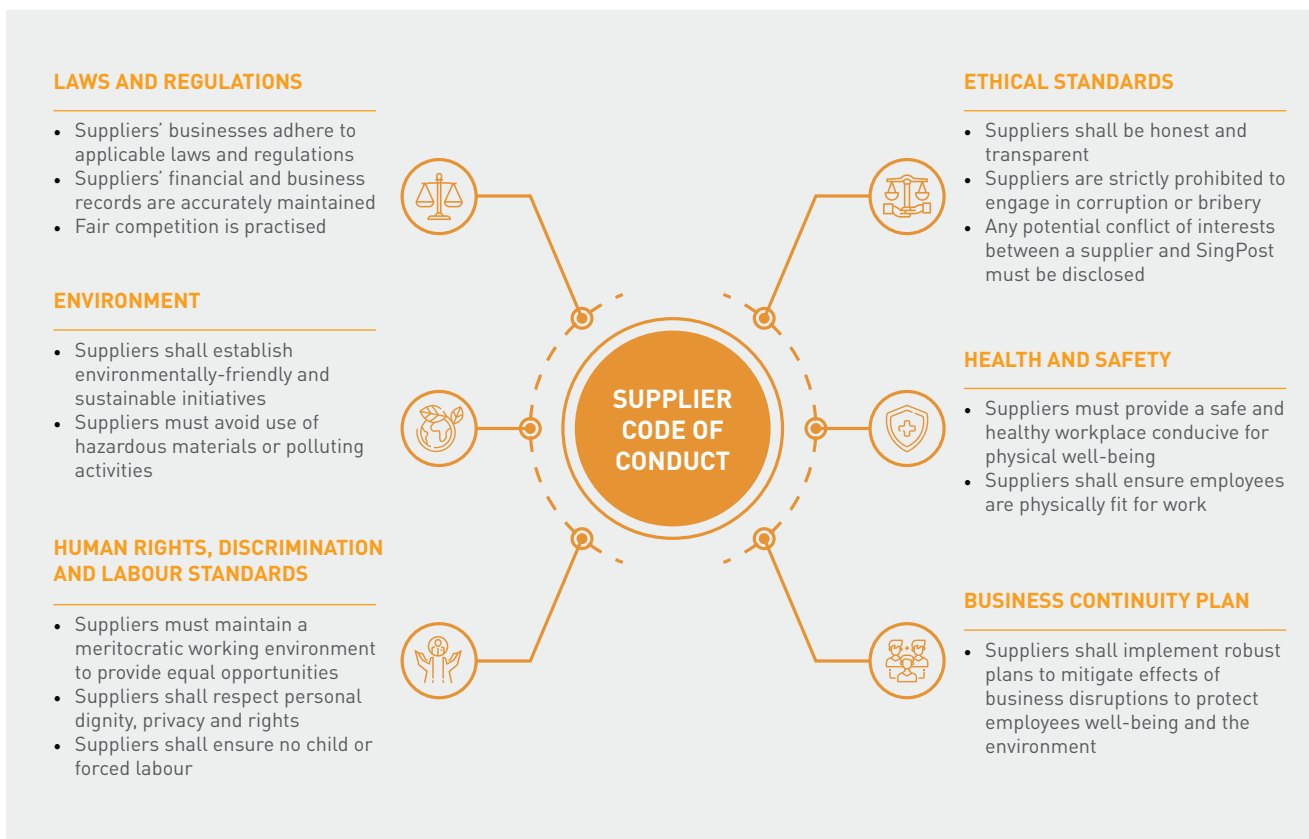 LAWS AND REGULATIONS
• Suppliers' businesses adhere to
applicable laws and regulations
• Suppliers' financial and business
records are accurately maintained
• Fair competition is practised
ENVIRONMENT
• Suppliers shall establish
environmentally-friendly and
sustainable initiatives
• Suppliers must avoid use of
hazardous materials or polluting
activities
HUMAN RIGHTS, DISCRIMINATION
AND LABOUR STANDARDS
• Suppliers must maintain a
meritocratic working environment
to provide equal opportunities
• Suppliers shall respect personal
dignity, privacy and rights
• Suppliers shall ensure no child or
forced labour
SUPPLIER
CODE OF
CONDUCT
ETHICAL STANDARDS
• Suppliers shall be honest and
transparent
• Suppliers are strictly prohibited to
engage in corruption or bribery
• Any potential conflict of interests
between a supplier and SingPost
must be disclosed
HEALTH AND SAFETY
• Suppliers must provide a safe and
healthy workplace conducive for
physical well-being
• Suppliers shall ensure employees
are physically fit for work
BUSINESS CONTINUITY PLAN
• Suppliers shall implement robust
plans to mitigate effects of
business disruptions to protect
employees well-being and the
environment